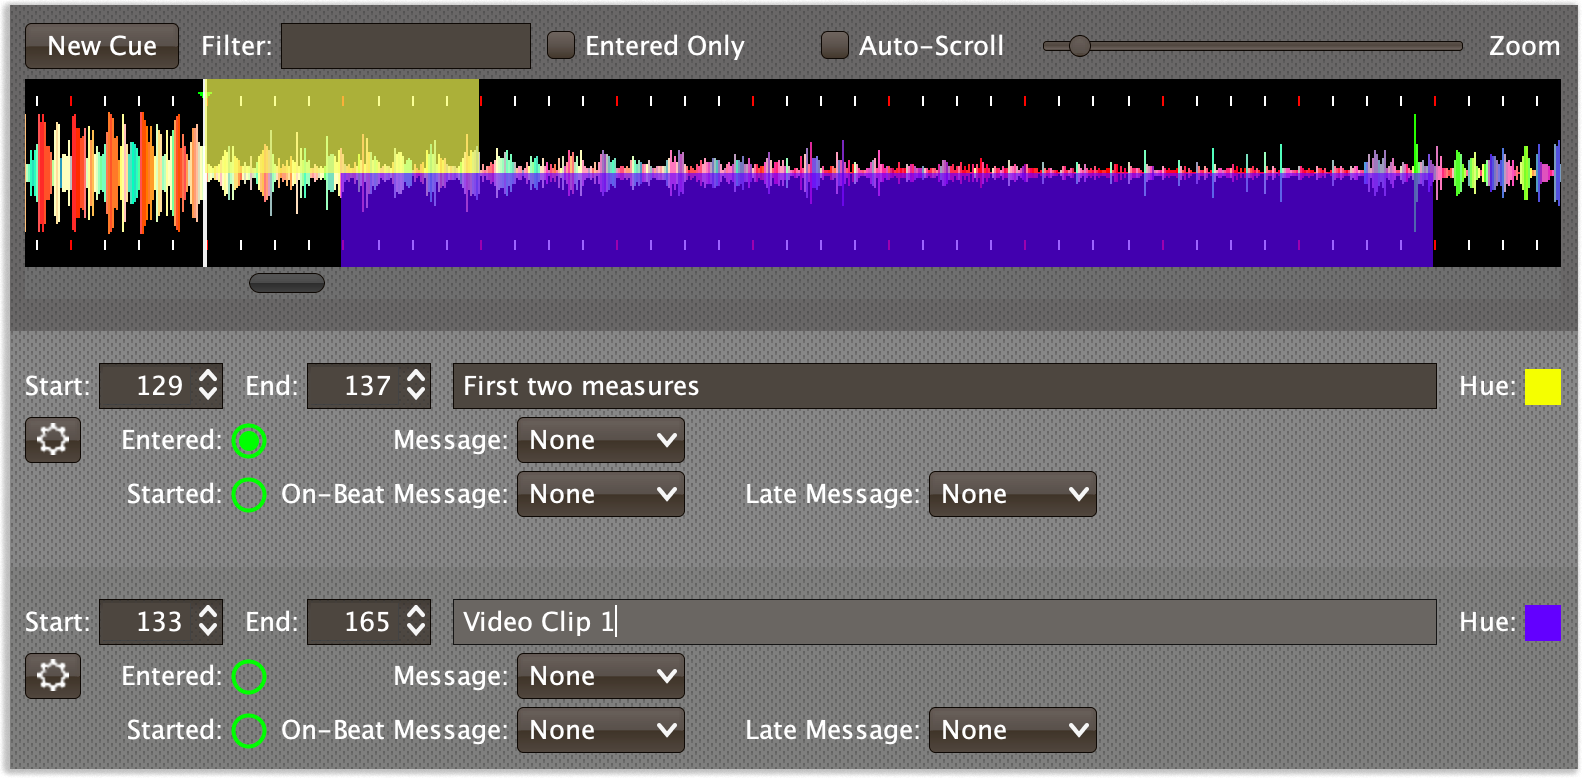 New Cue Filter: Entered Only Auto-Scroll Zoom
Start: 129 End: 137 First two measures Hue:
Entered: Message: None
Started: On-Beat Message: None Late Message: None
Start: 133 End: 165 Video Clip 1 Hue:
Entered: Message: None
Started: On-Beat Message: None Late Message: None